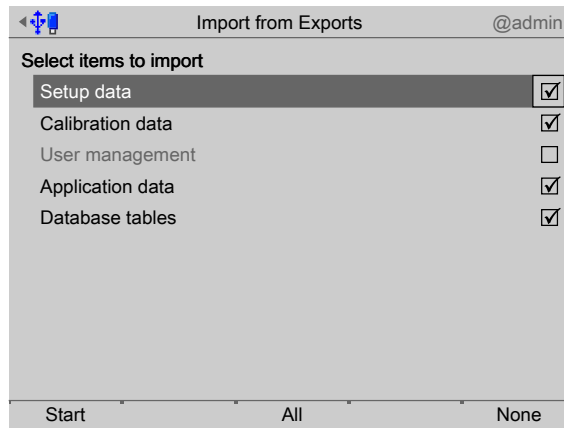 Import from Exports @admin
Select items to import
Setup data
Calibration data
User management
Application data
Database tables
Start All None